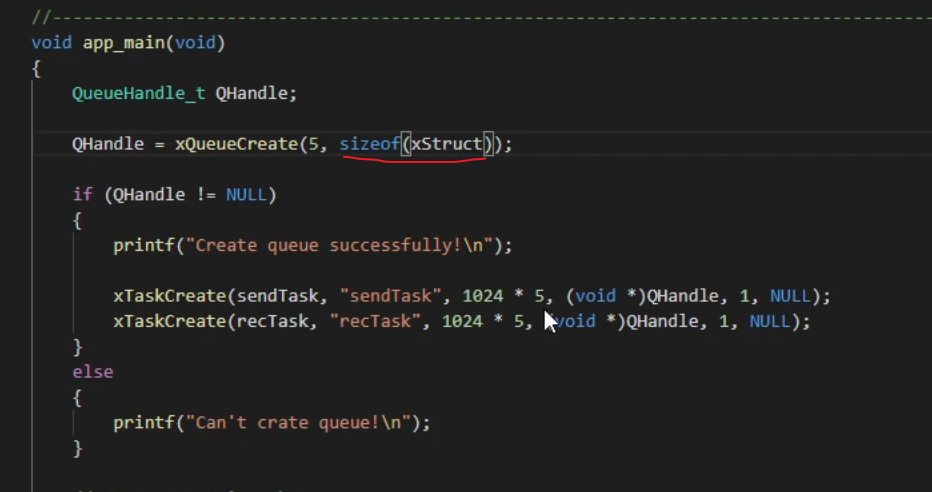 //------------------------------------------------------------------------------------
void app_main(void)
{
QueueHandle_t QHandle;
QHandle = xQueueCreate(5, sizeof(xStruct));
if (QHandle != NULL)
{
printf("Create queue successfully!\n");
xTaskCreate(sendTask, "sendTask", 1024 * 5, (void *)QHandle, 1, NULL);
xTaskCreate(recTask, "recTask", 1024 * 5, (void *)QHandle, 1, NULL);
}
else
{
printf("Can't crate queue!\n");
}